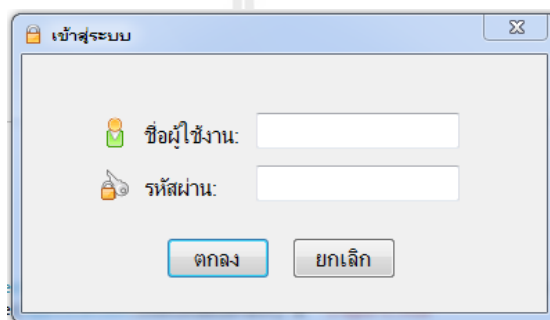 เข้าสู่ระบบ
ชื่อผู้ใช้งาน:
รหัสผ่าน:
ตกลง ยกเลิก